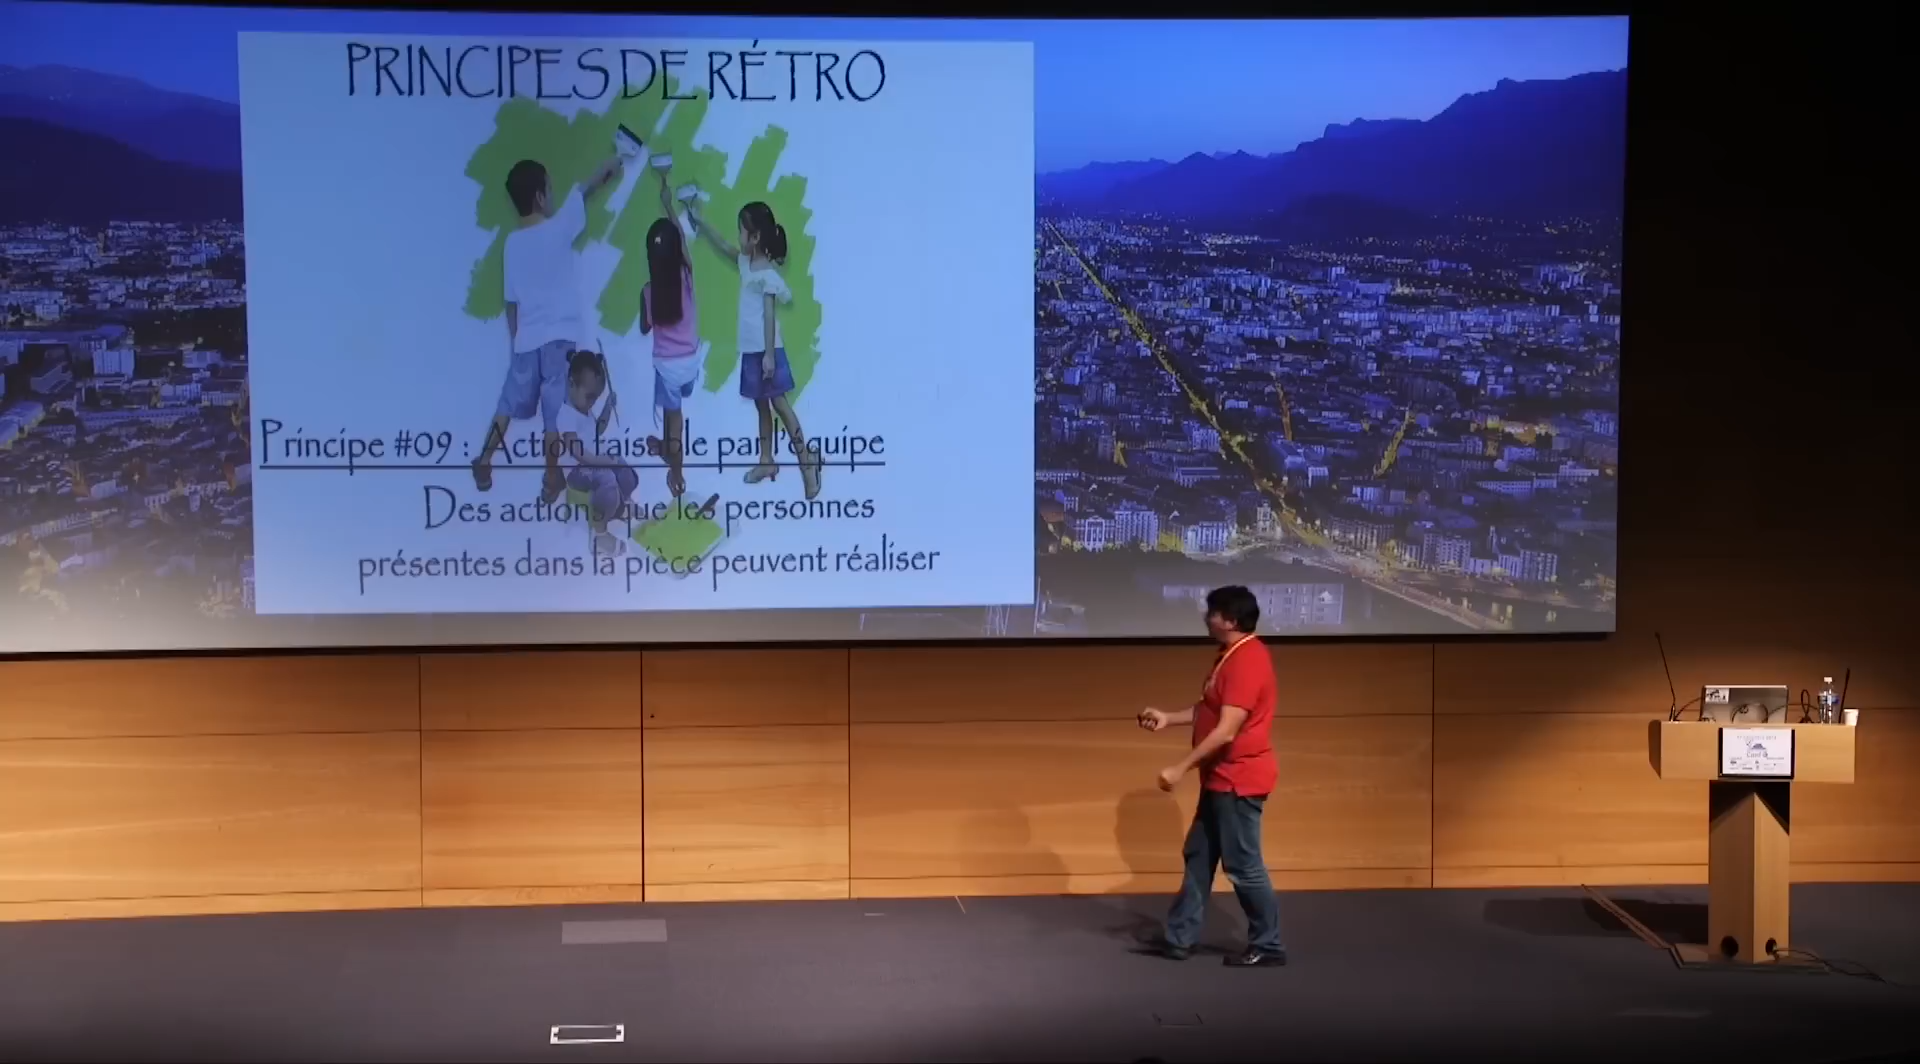 PRINCIPES DE RÉTRO
Principe #09 : Action faisable par l'équipe
Des actions que les personnes
présentes dans la pièce peuvent réaliser